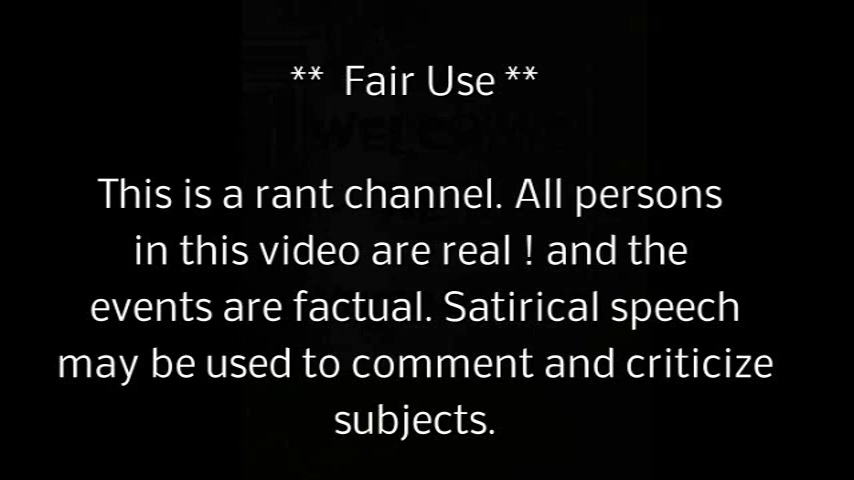 ** Fair Use **
This is a rant channel. All persons
in this video are real ! and the
events are factual. Satirical speech
may be used to comment and criticize
subjects.